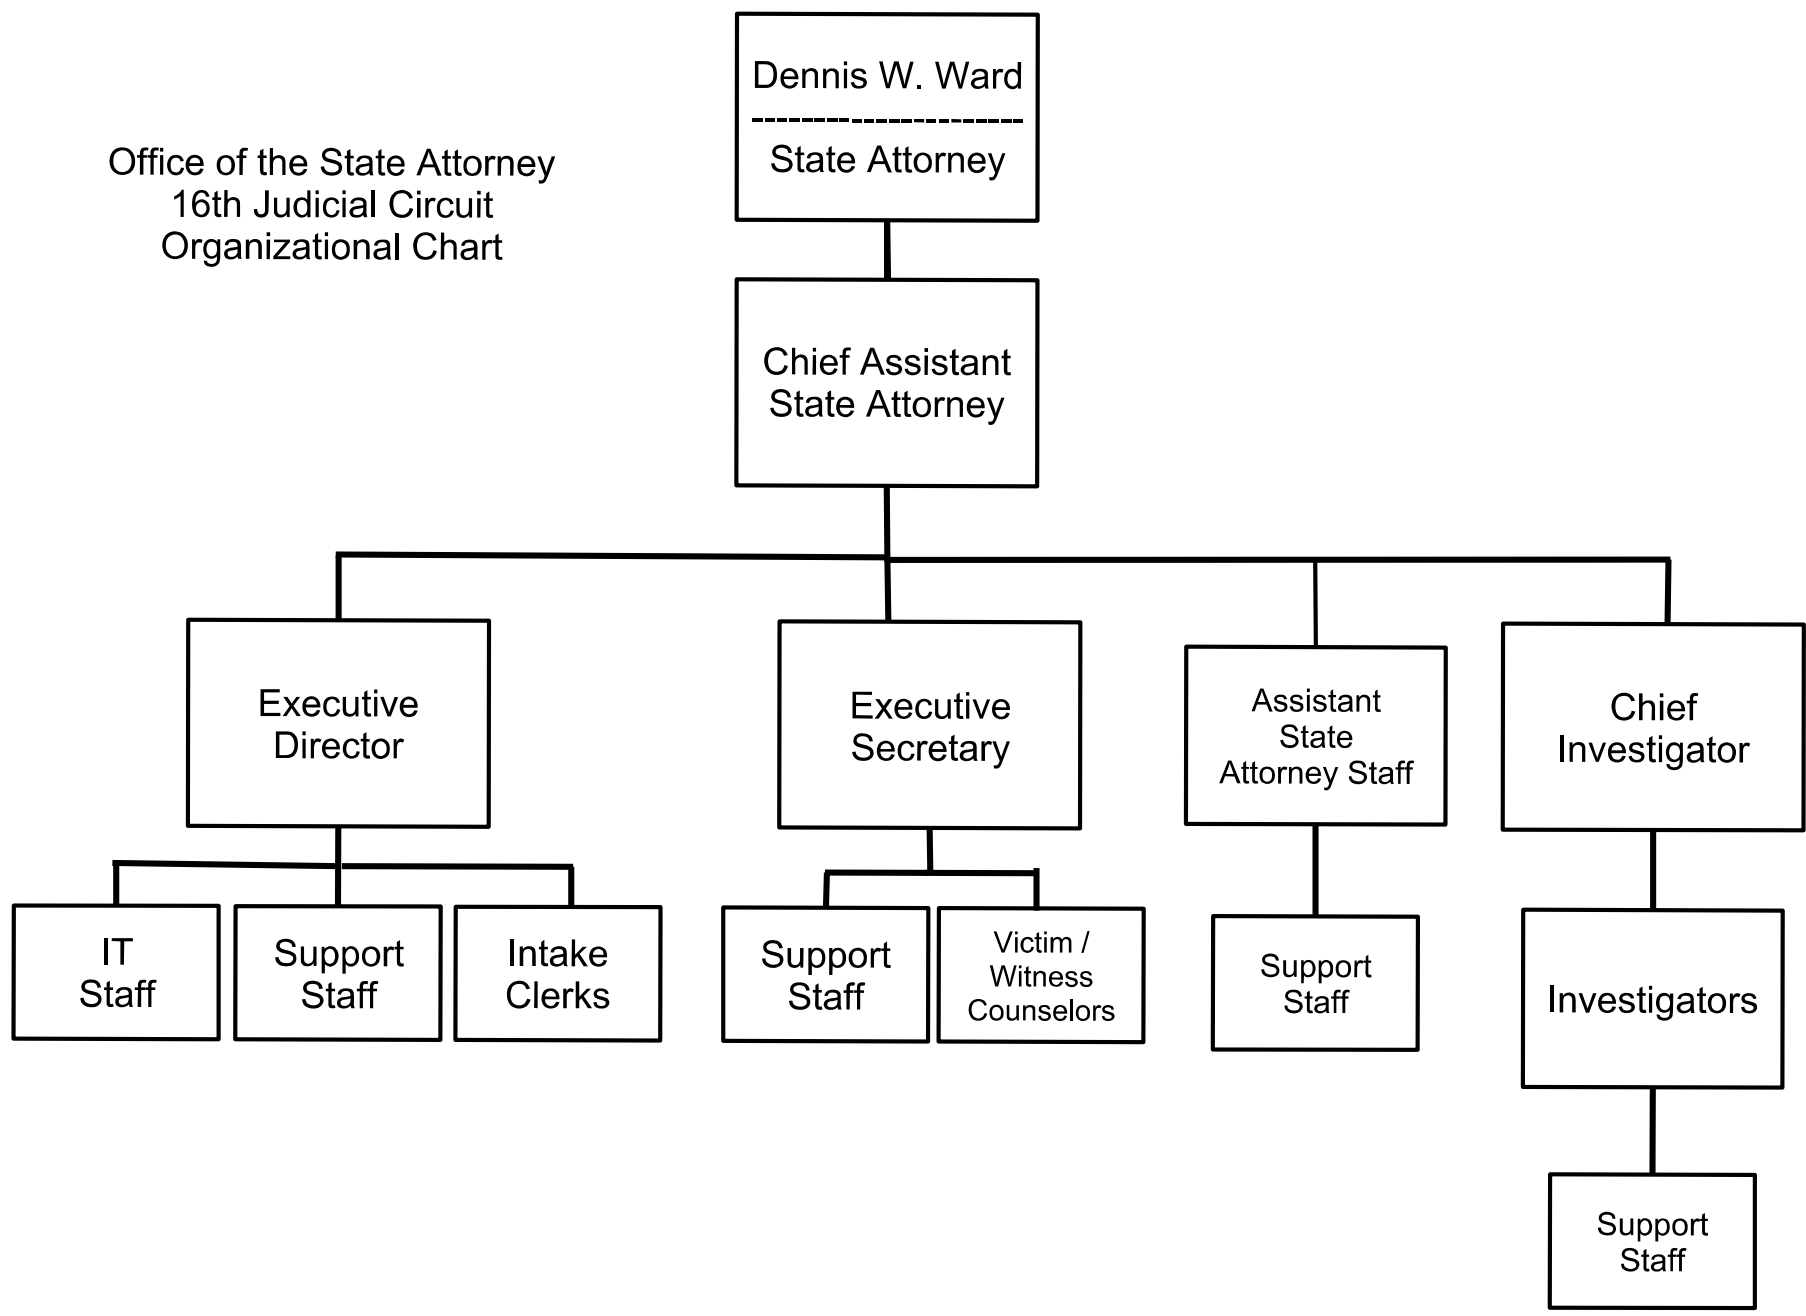 Dennis W. Ward
----------------------
State Attorney
Office of the State Attorney
16th Judicial Circuit
Organizational Chart
Chief Assistant
State Attorney
Executive
Director
Executive
Secretary
Assistant
State
Attorney Staff
Chief
Investigator
IT
Staff
Support
Staff
Intake
Clerks
Support
Staff
Victim /
Witness
Counselors
Support
Staff
Investigators
Support
Staff